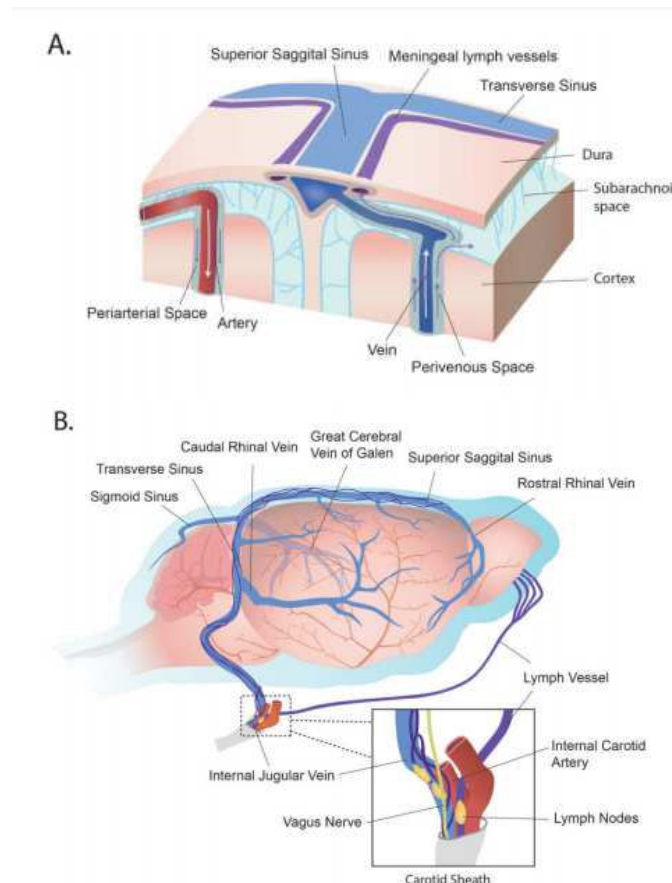 A.
Superior Saggital Sinus
Meningeal lymph vessels
Transverse Sinus
Dura
Subarachnoi
space
Cortex
Periarterial Space
Artery
Vein
Perivenous Space
B.
Great Cerebral
Vein of Galen
Caudal Rhinal Vein
Superior Saggital Sinus
Transverse Sinus
Rostral Rhinal Vein
Sigmoid Sinus
Lymph Vessel
Internal Jugular Vein
Internal Carotid
Artery
Vagus Nerve
Lymph Nodes
Carotid Sheath